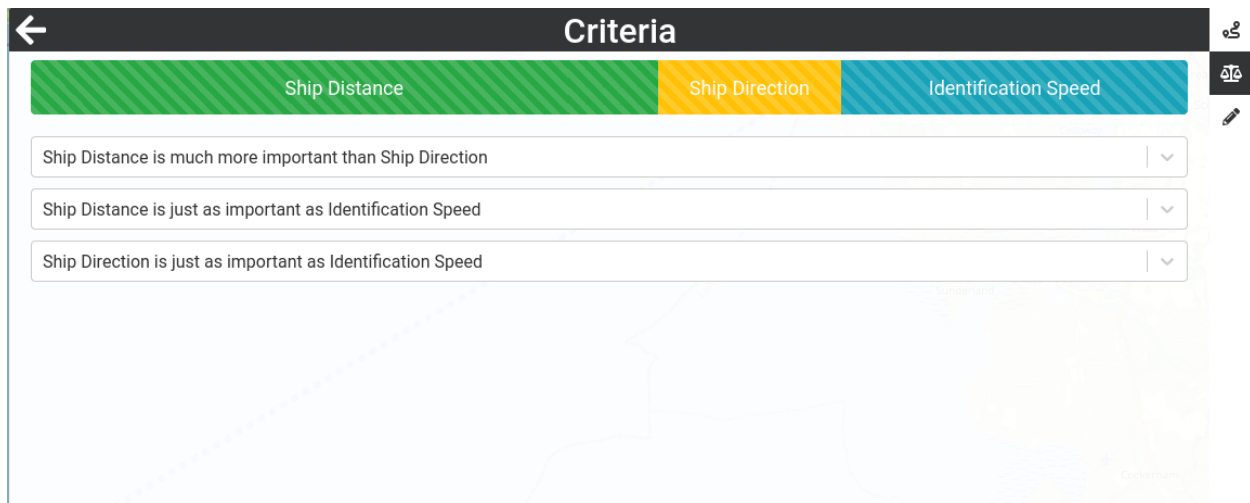 Criteria
Ship Distance Ship Direction Identification Speed
Ship Distance is much more important than Ship Direction
Ship Distance is just as important as Identification Speed
Ship Direction is just as important as Identification Speed